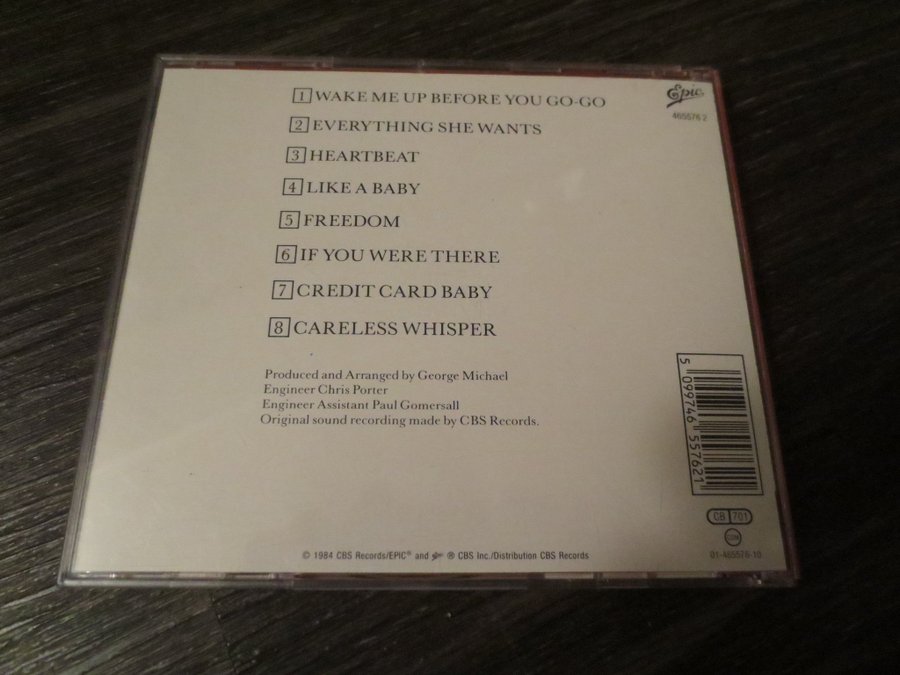 1 WAKE ME UP BEFORE YOU GO-GO
Epic
465576 2
2 EVERYTHING SHE WANTS
3 HEARTBEAT
4 LIKE A BABY
5 FREEDOM
6 IF YOU WERE THERE
7 CREDIT CARD BABY
8 CARELESS WHISPER
Produced and Arranged by George Michael
Engineer Chris Porter
Engineer Assistant Paul Gomersall
Original sound recording made by CBS Records.
5 099746 557621
CB 701
© 1984 CBS Records/EPIC® and ® CBS Inc./Distribution CBS Records
01-465576-10